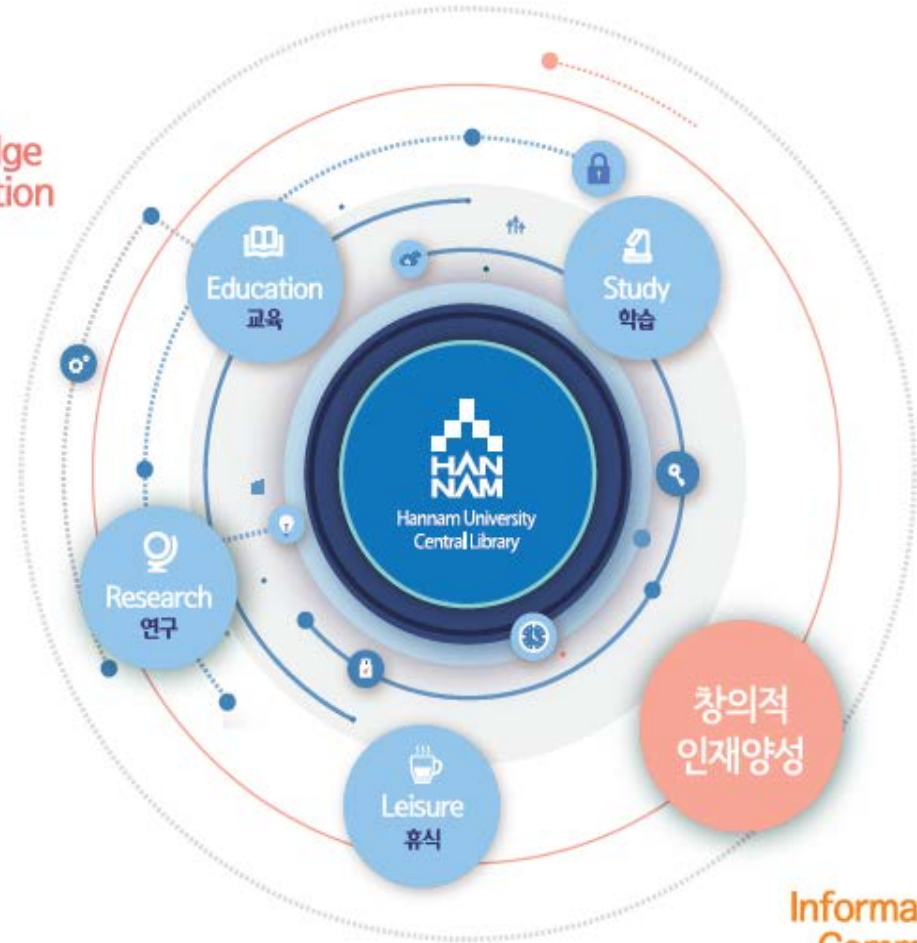 Education
교육
Study
학습
HAN
NAM
Hannam University
Central Library
Research
연구
창의적
인재양성
Leisure
휴식